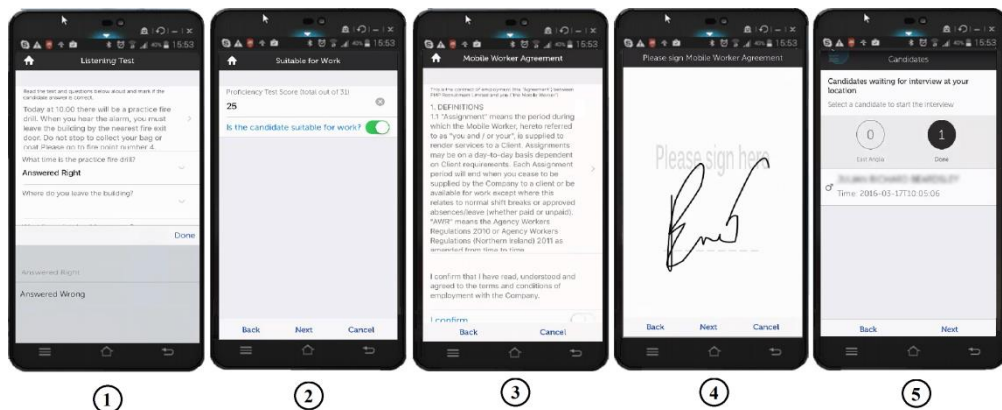 15:53
Listening Test
Read the text and questions below aloud and mark if the
candidate answer is correct.
Today at 10.00 there will be a practice fire
drill. When you hear the alarm, you must
leave the building by the nearest fire exit
door. Do not stop to collect your bag or
coat. Please go to fire point number 4.
What time is the practice fire drill?
Answered Right
Where do you leave the building?
Done
Answered Right
Answered Wrong
1
15:53
Suitable for Work
Proficiency Test Score (total out of 31)
25
Is the candidate suitable for work?
Back Next Cancel
2
15:53
Mobile Worker Agreement
1. DEFINITIONS
1.1 "Assignment" means the period during
which the Mobile Worker, hereto referred
to as "you and / or your", is supplied to
render services to a Client. Assignments
may be on a day-to-day basis dependent
on Client requirements. Each Assignment
period will end when you cease to be
supplied by the Company to a client or be
available for work except where this
relates to normal shift breaks or approved
absences/leave (whether paid or unpaid).
"AWR" means the Agency Workers
Regulations 2010 or Agency Workers
Regulations (Northern Ireland) 2011 as
amended from time to time.
I confirm that I have read, understood and
agreed to the terms and conditions of
employment with the Company.
I confirm
Back Cancel
3
15:53
Please sign Mobile Worker Agreement
Please sign here
Back Next Cancel
4
15:53
Candidates
Candidates waiting for interview at your
location
Select a candidate to start the interview
0
1
Done
Time: 2016-03-17T10:05:06
Back Next
5